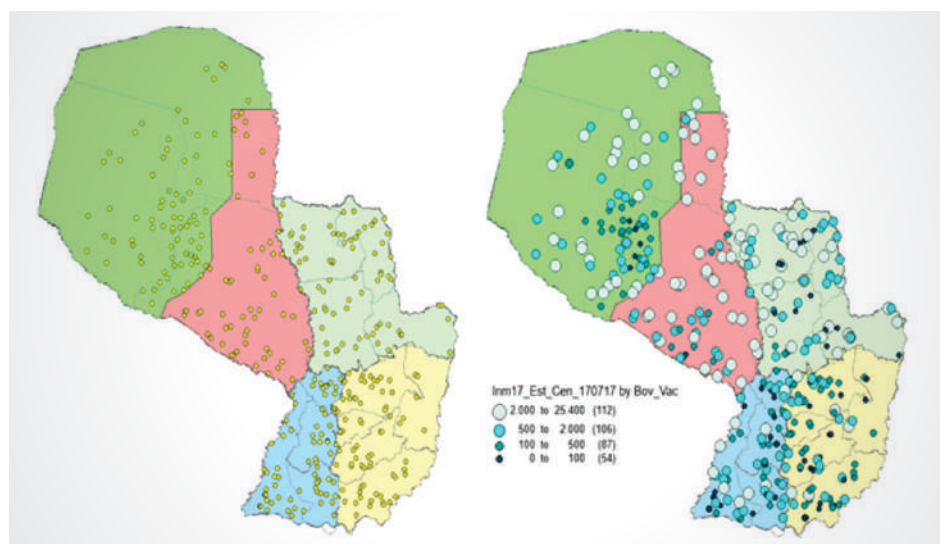 Inm17_Est_Cen_170717 by Bov_Vac
2.000 to 25.400 (112)
500 to 2 000 (106)
100 to 500 (87)
0 to 100 (54)